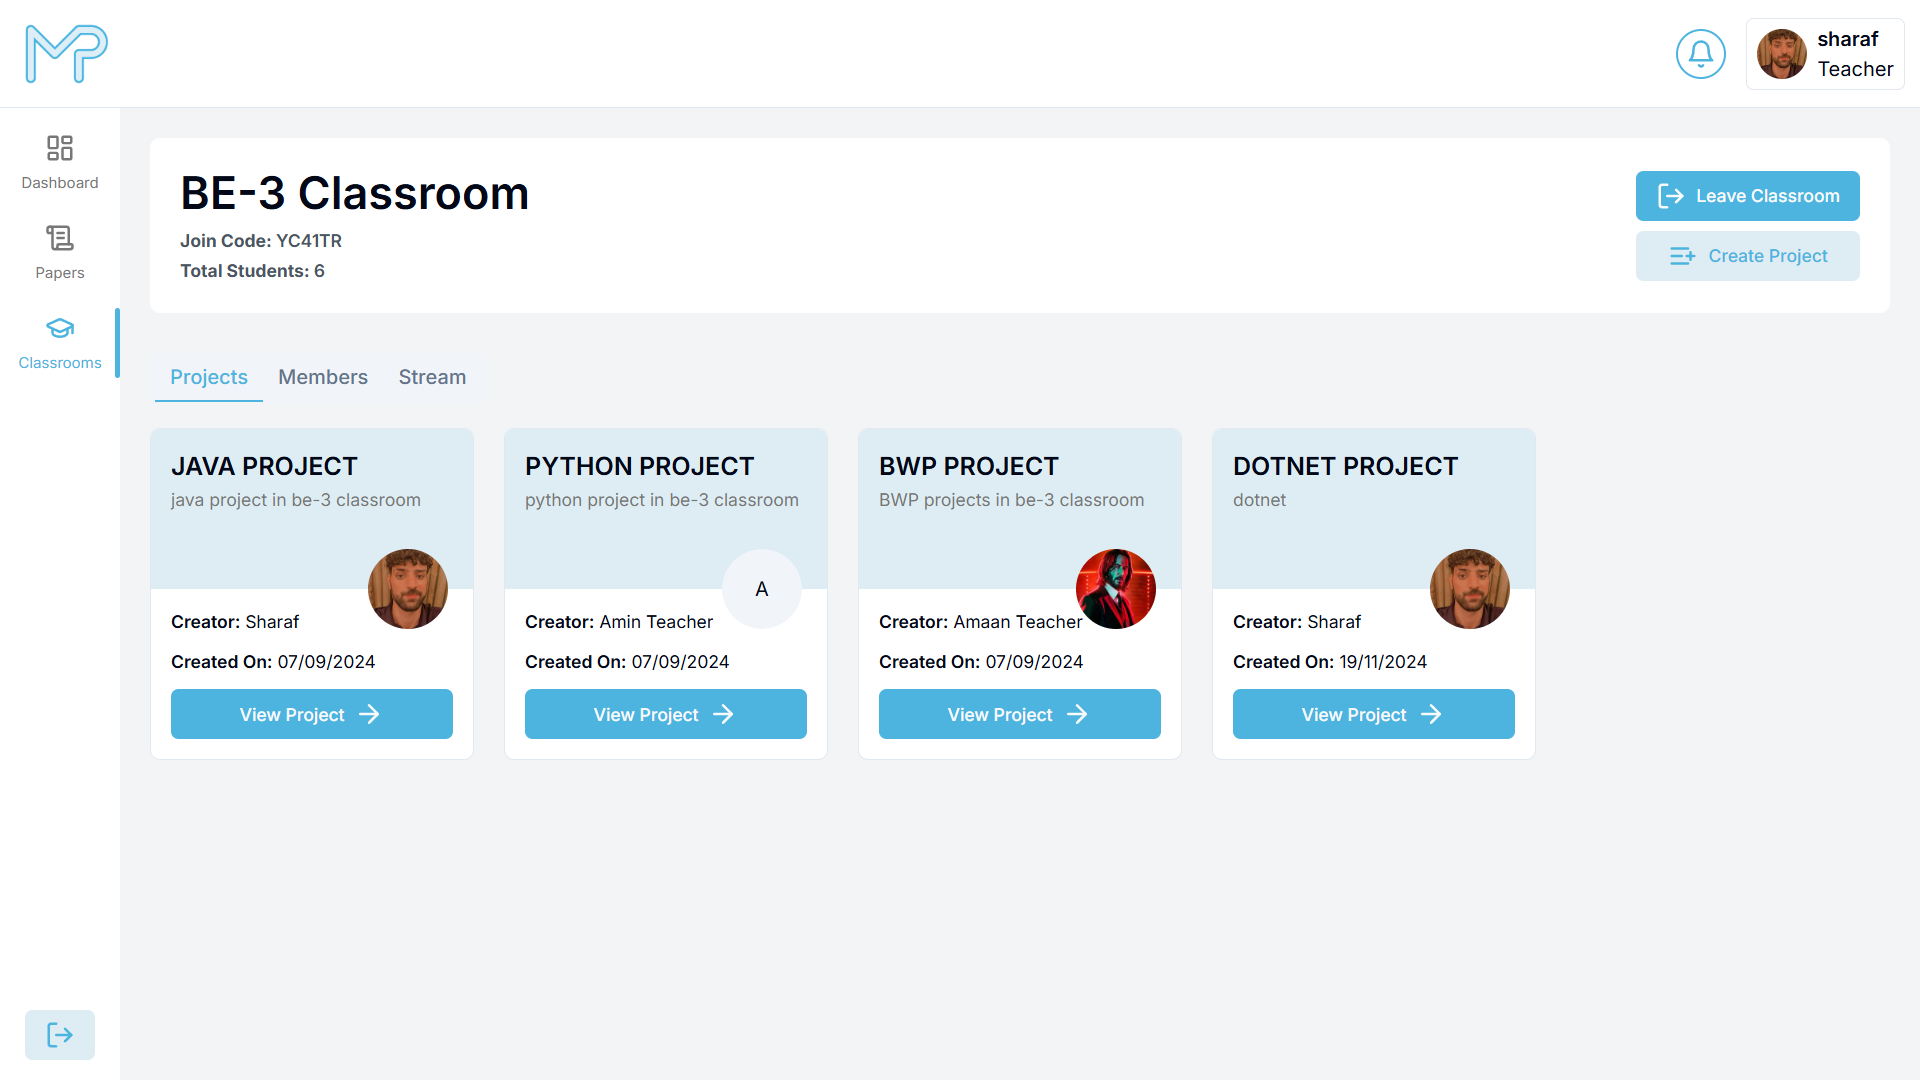 MP
sharaf
Teacher
Dashboard
Papers
Classrooms
BE-3 Classroom
Join Code: YC41TR
Total Students: 6
Leave Classroom
Create Project
Projects Members Stream
JAVA PROJECT
java project in be-3 classroom
Creator: Sharaf
Created On: 07/09/2024
View Project
PYTHON PROJECT
python project in be-3 classroom
A
Creator: Amin Teacher
Created On: 07/09/2024
View Project
BWP PROJECT
BWP projects in be-3 classroom
Creator: Amaan Teacher
Created On: 07/09/2024
View Project
DOTNET PROJECT
dotnet
Creator: Sharaf
Created On: 19/11/2024
View Project